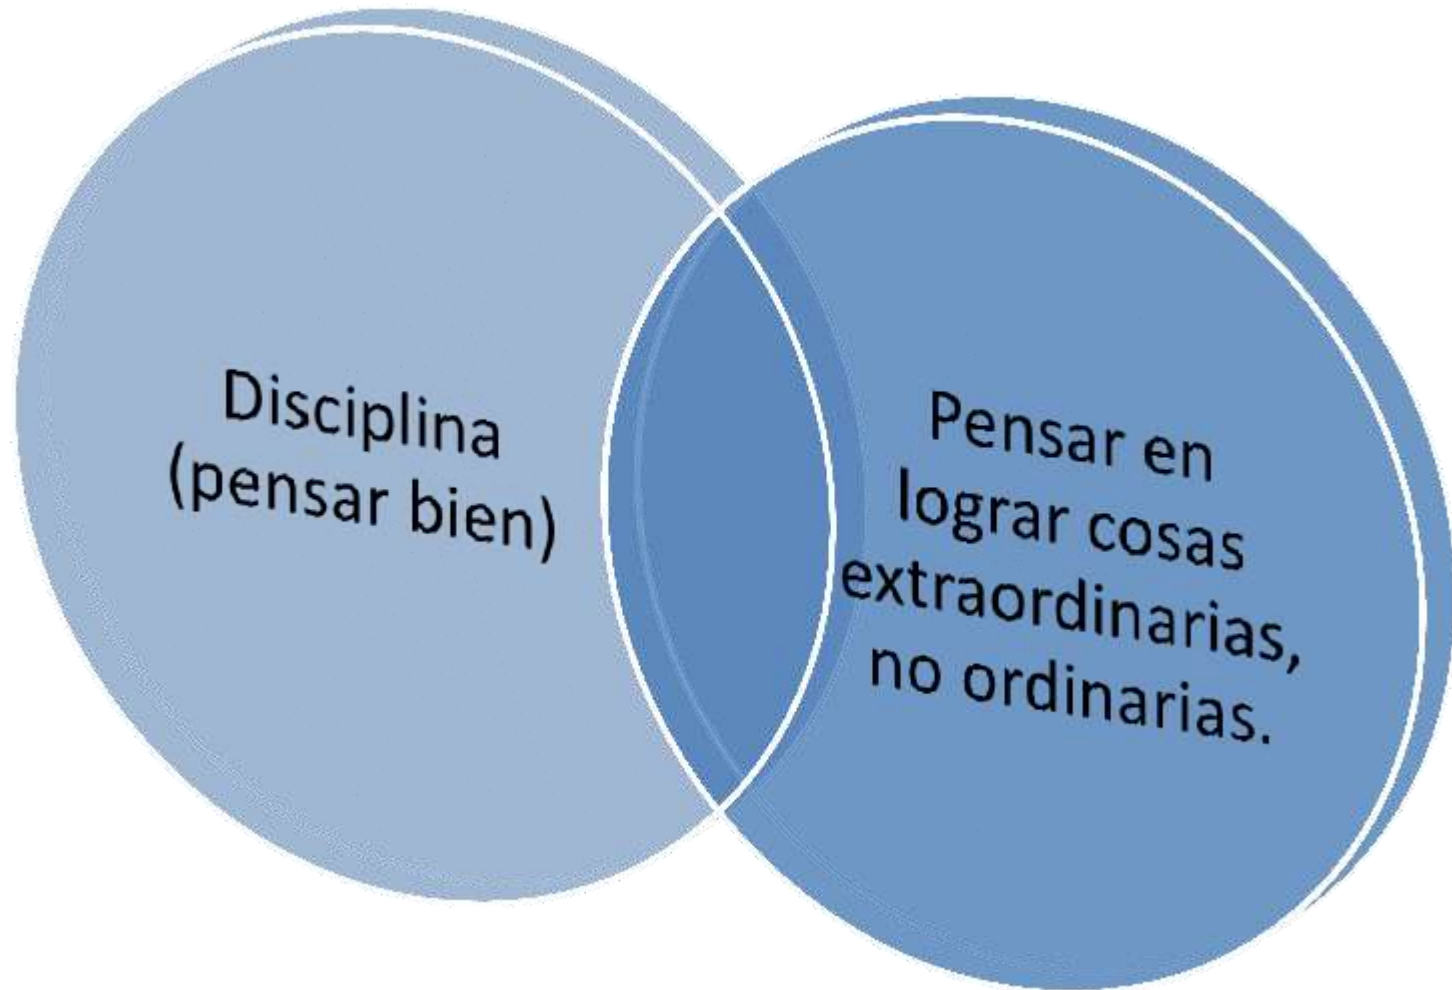 Disciplina
(pensar bien)
Pensar en
lograr cosas
extraordinarias,
no ordinarias.